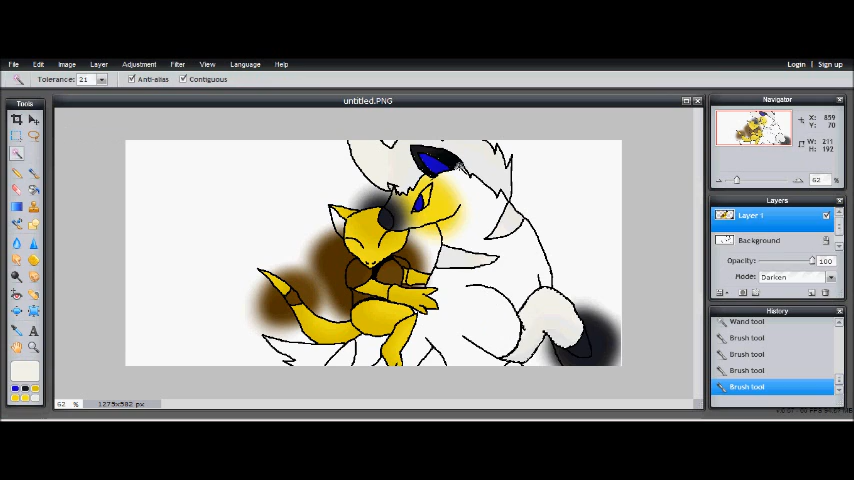 File Edit Image Layer Adjustment Filter View Language Help Login | Sign up
Tolerance: 21 Anti-alias Contiguous
Tools
untitled.PNG
Navigator
X: 859
Y: 70
W: 211
H: 192
62 %
Layers
Layer 1
Background
Opacity: 100
Mode: Darken
History
Wand tool
Brush tool
Brush tool
Brush tool
Brush tool
A
62 % 1275x582 px